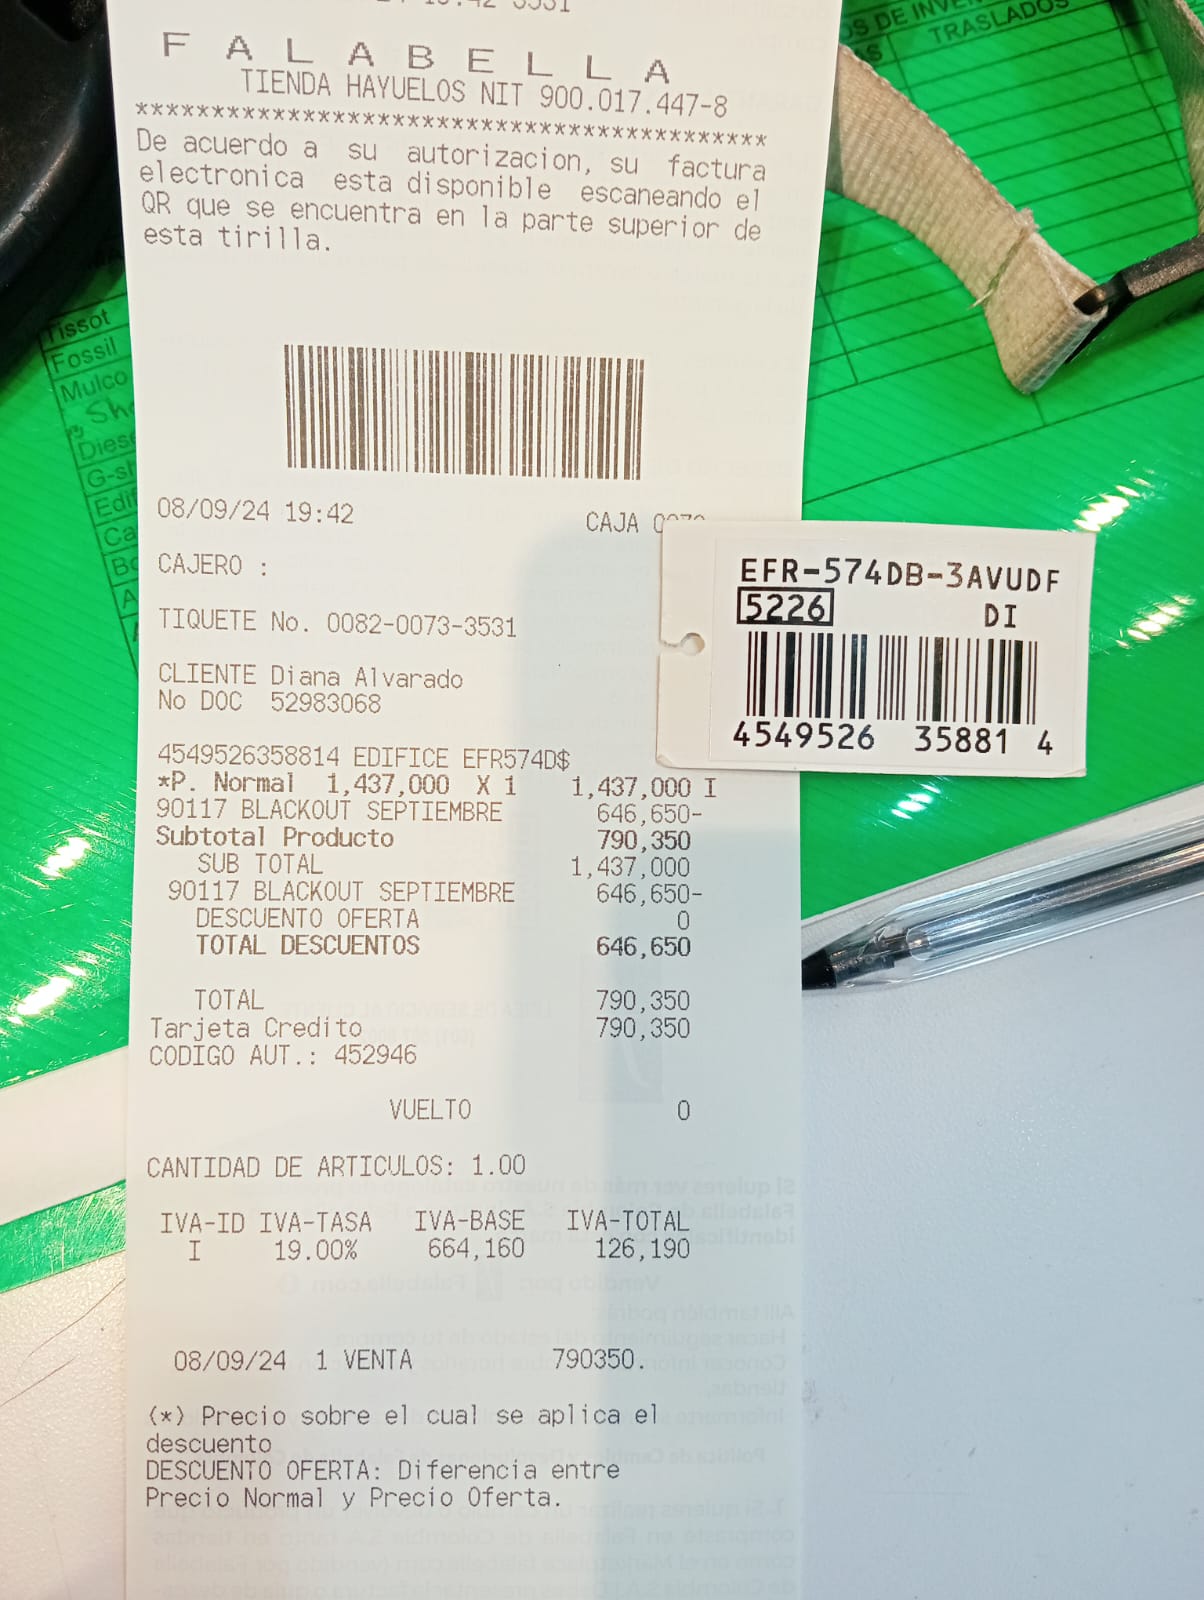 F A L A B E L L A
TIENDA HAYUELOS NIT 900.017.447-8
******************************************
De acuerdo a su autorizacion, su factura
electronica esta disponible escaneando el
QR que se encuentra en la parte superior de
esta tirilla.
08/09/24 19:42 CAJA
CAJERO :
TIQUETE No. 0082-0073-3531
CLIENTE Diana Alvarado
No DOC 52983068
4549526358814 EDIFICE EFR574D$
*P. Normal 1,437,000 X 1 1,437,000 I
90117 BLACKOUT SEPTIEMBRE 646,650-
Subtotal Producto 790,350
SUB TOTAL 1,437,000
90117 BLACKOUT SEPTIEMBRE 646,650-
DESCUENTO OFERTA 0
TOTAL DESCUENTOS 646,650
TOTAL 790,350
Tarjeta Credito 790,350
CODIGO AUT.: 452946
VUELTO 0
CANTIDAD DE ARTICULOS: 1.00
IVA-ID IVA-TASA IVA-BASE IVA-TOTAL
I 19.00% 664,160 126,190
08/09/24 1 VENTA 790350.
(*) Precio sobre el cual se aplica el
descuento
DESCUENTO OFERTA: Diferencia entre
Precio Normal y Precio Oferta.
EFR-574DB-3AVUDF
5226 DI
4549526 35881 4
TRASLADOS
Tissot
Fossil
Mulco